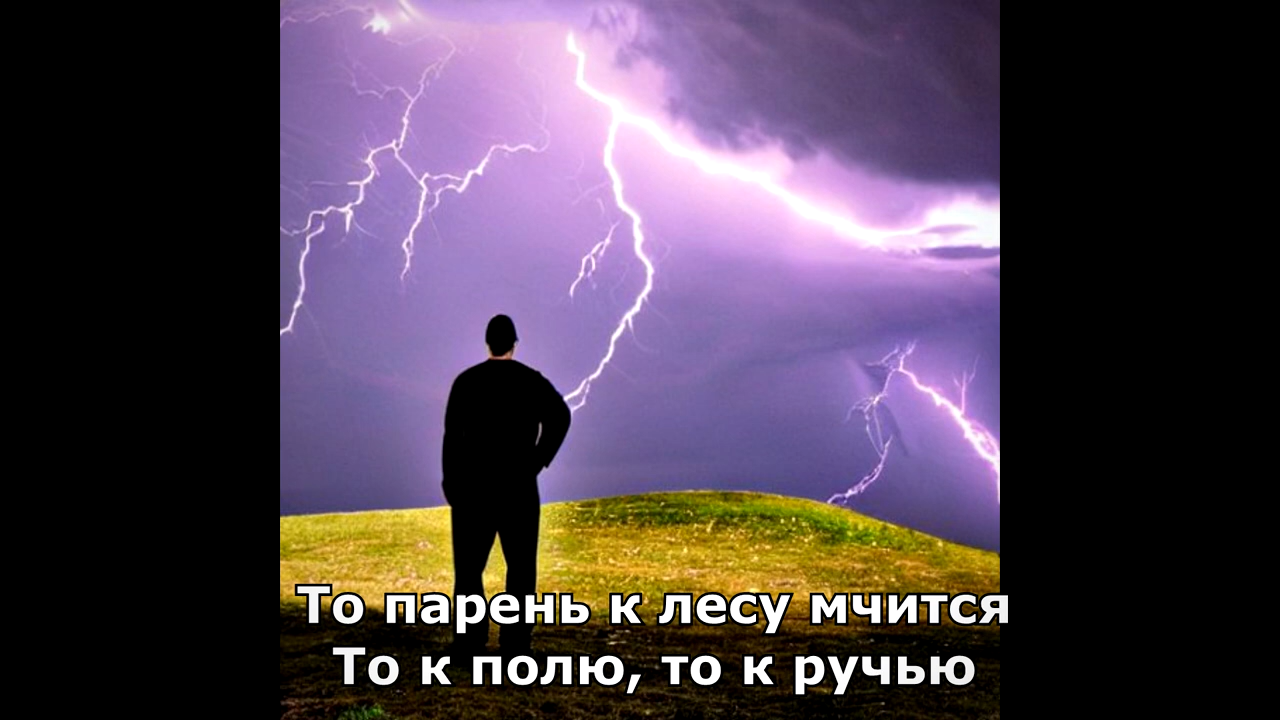 То парень к лесу мчится
То к полю, то к ручью